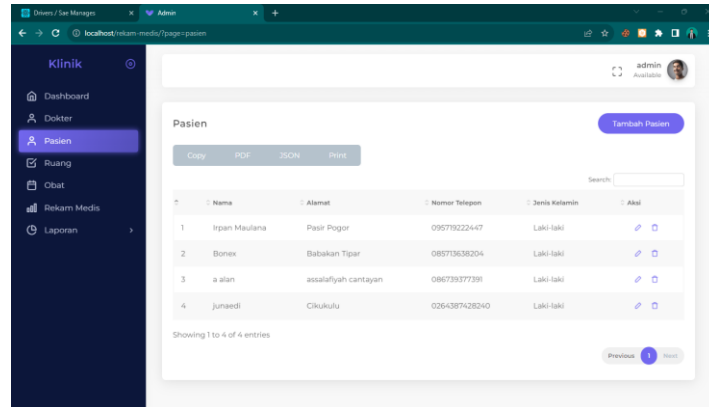 Drivers / Sae Manages
Admin
localhost/rekam-medis/?page=pasien
Klinik
admin
Available
Dashboard
Dokter
Pasien
Ruang
Obat
Rekam Medis
Laporan
Pasien
Tambah Pasien
Copy PDF JSON Print
Search:
Nama Alamat Nomor Telepon Jenis Kelamin Aksi
1 Irpan Maulana Pasir Pogor 095719222447 Laki-laki
2 Bonex Babakan Tipar 085713638204 Laki-laki
3 a alan assalafiyah cantayan 086739377391 Laki-laki
4 junaedi Cikukulu 0264387428240 Laki-laki
Showing 1 to 4 of 4 entries
Previous 1 Next